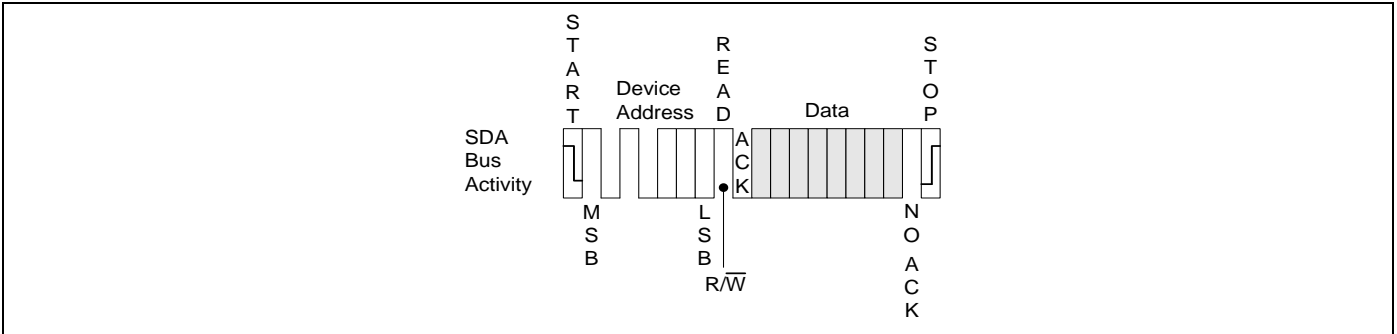 START
READ
STOP
Device
Address
Data
SDA
Bus
Activity
ACK
MSB
LSB
R/W̅
NO ACK